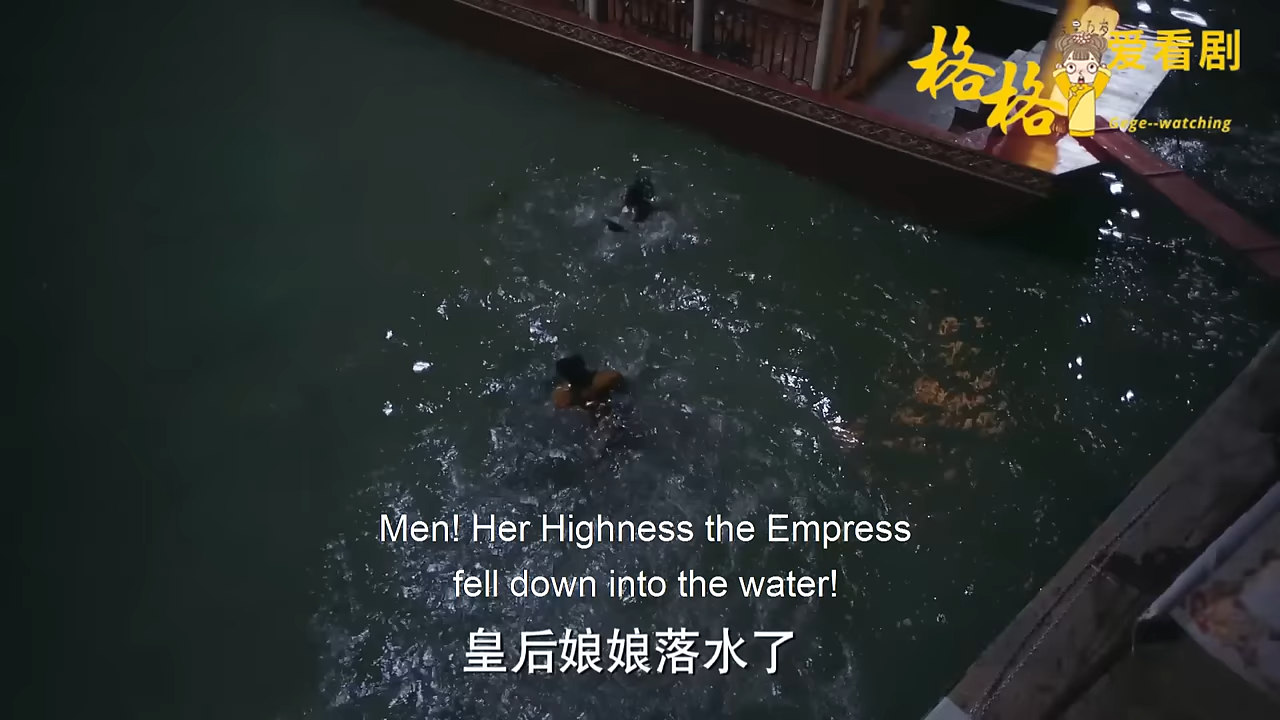 格格
爱看剧
Gege--watching
Men! Her Highness the Empress
fell down into the water!
皇后娘娘落水了